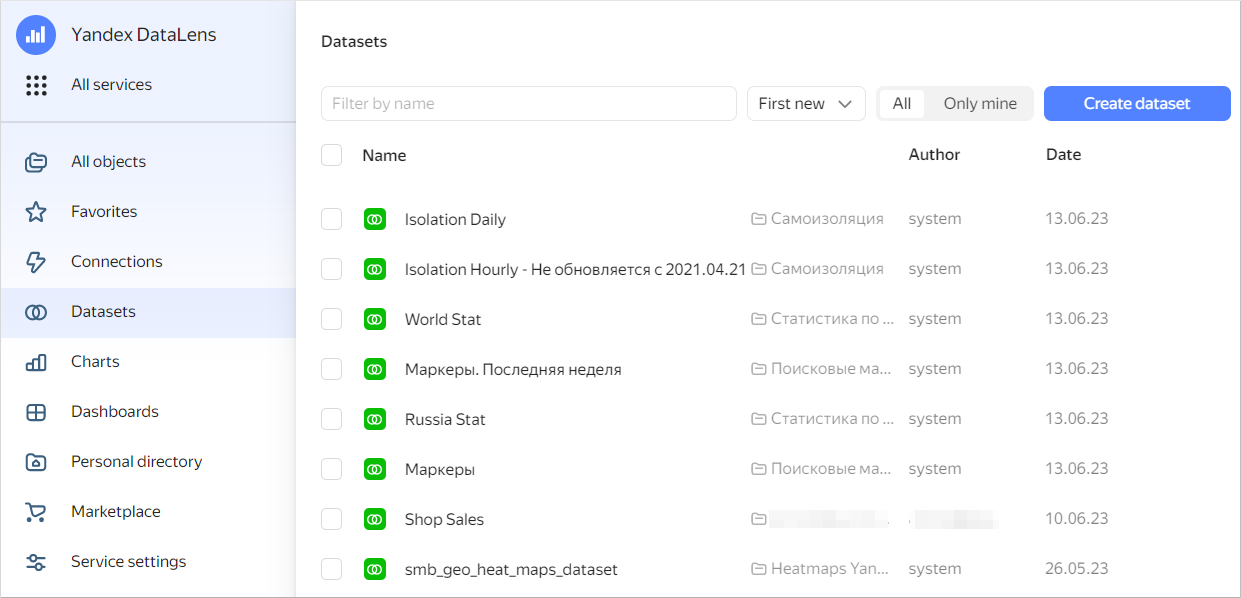 Yandex DataLens
All services
All objects
Favorites
Connections
Datasets
Charts
Dashboards
Personal directory
Marketplace
Service settings
Datasets
Filter by name
First new
All
Only mine
Create dataset
Name Author Date
Isolation Daily Самоизоляция system 13.06.23
Isolation Hourly - Не обновляется с 2021.04.21 Самоизоляция system 13.06.23
World Stat Статистика по ... system 13.06.23
Маркеры. Последняя неделя Поисковые ма... system 13.06.23
Russia Stat Статистика по ... system 13.06.23
Маркеры Поисковые ма... system 13.06.23
Shop Sales 10.06.23
smb_geo_heat_maps_dataset Heatmaps Yan... system 26.05.23